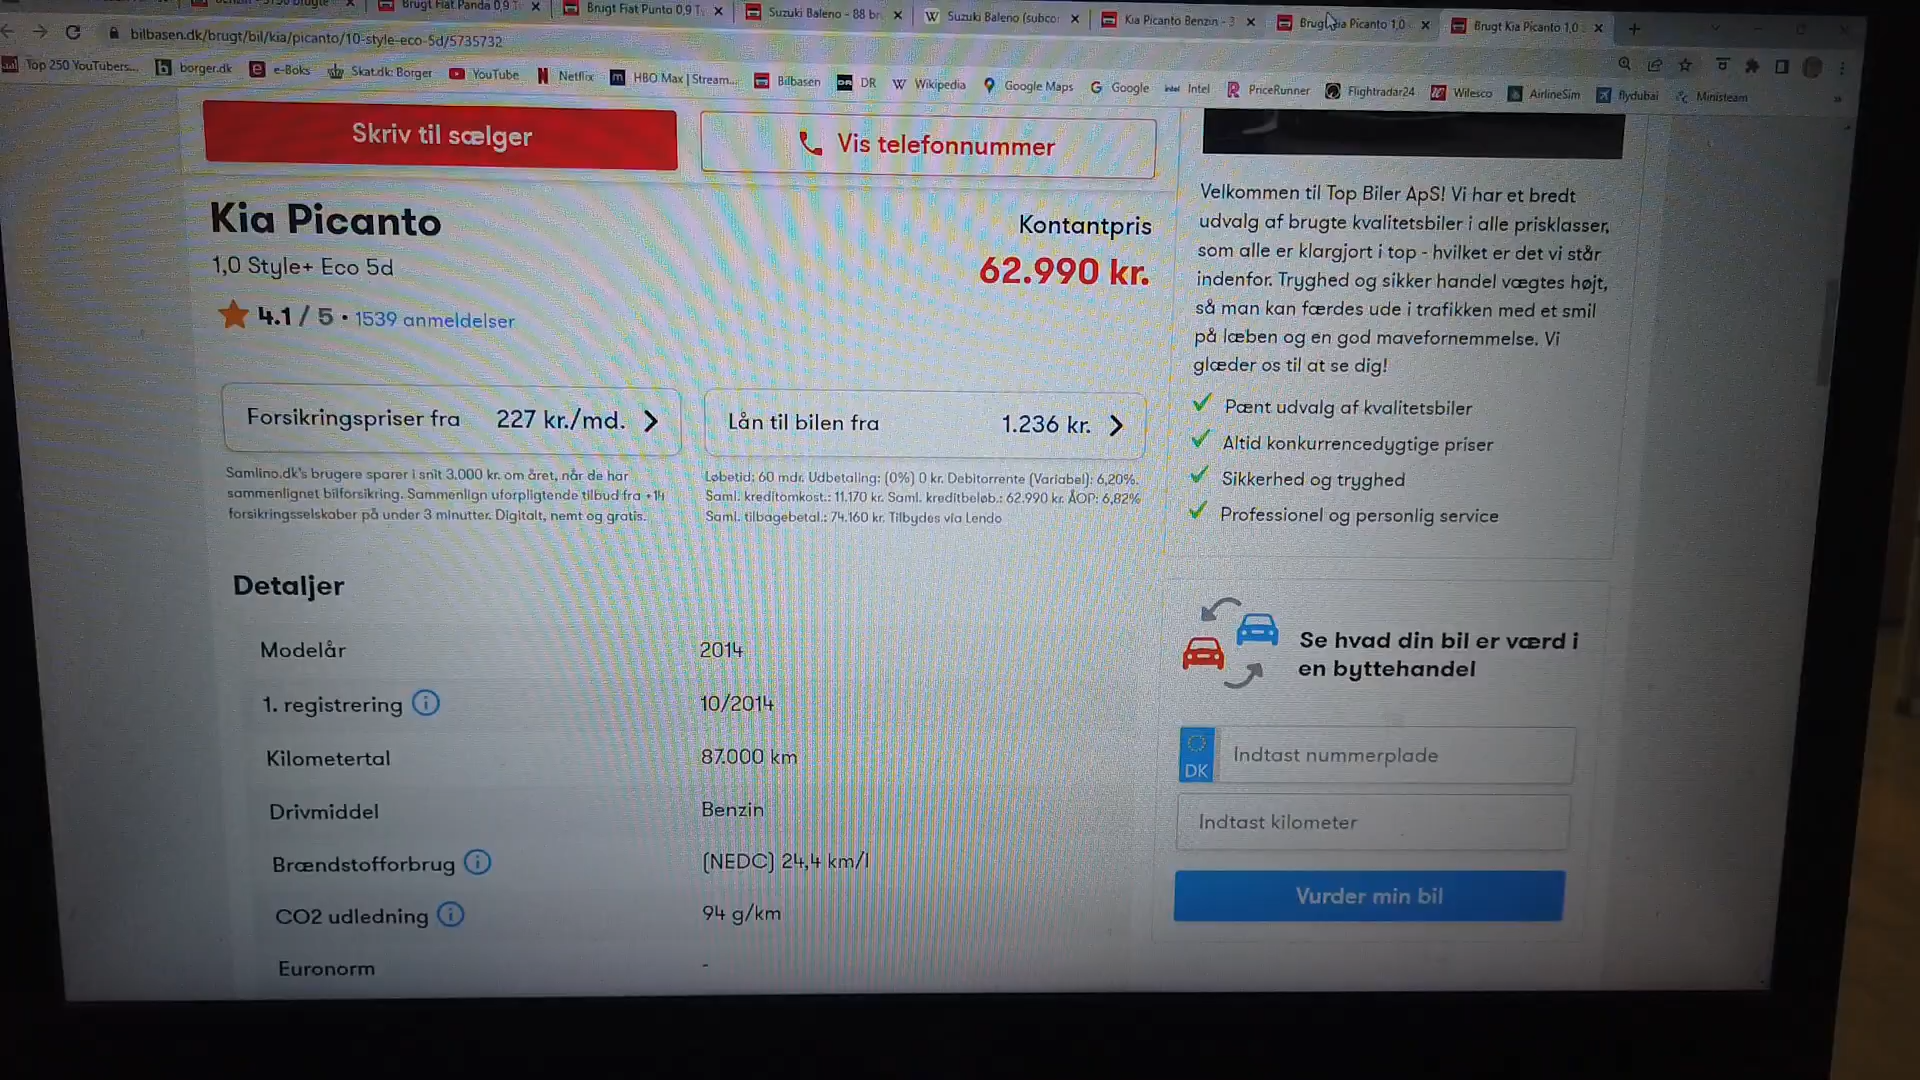 Brugt Fiat Panda 0,9 T
Brugt Fiat Punto 0,9 T
Suzuki Baleno - 88 br
Suzuki Baleno (subco
Kia Picanto Benzin - 3
Brugt Kia Picanto 1,0
Brugt Kia Picanto 1,0
bilbasen.dk/brugt/bil/kia/picanto/10-style-eco-5d/5735732
Top 250 YouTubers...
borger.dk
e-Boks
Skat.dk: Borger
YouTube
Netflix
HBO Max | Stream...
Bilbasen
DR
Wikipedia
Google Maps
Google
Intel
PriceRunner
Flightradar24
Wilesco
AirlineSim
flydubai
Ministeam
Skriv til sælger
Vis telefonnummer
Kia Picanto
1,0 Style+ Eco 5d
4.1 / 5 • 1539 anmeldelser
Kontantpris
62.990 kr.
Forsikringspriser fra 227 kr./md.
Samlino.dk's brugere sparer i snit 3.000 kr. om året, når de har
sammenlignet bilforsikring. Sammenlign uforpligtende tilbud fra +14
forsikringsselskaber på under 3 minutter. Digitalt, nemt og gratis.
Lån til bilen fra 1.236 kr.
Løbetid: 60 mdr. Udbetaling: (0%) 0 kr. Debitorrente (Variabel): 6,20%.
Saml. kreditomkost.: 11.170 kr. Saml. kreditbeløb.: 62.990 kr. ÅOP: 6,82%
Saml. tilbagebetal.: 74.160 kr. Tilbydes via Lendo
Detaljer
Modelår 2014
1. registrering 10/2014
Kilometertal 87.000 km
Drivmiddel Benzin
Brændstofforbrug (NEDC) 24,4 km/l
CO2 udledning 94 g/km
Euronorm -
Velkommen til Top Biler ApS! Vi har et bredt
udvalg af brugte kvalitetsbiler i alle prisklasser,
som alle er klargjort i top - hvilket er det vi står
indenfor. Tryghed og sikker handel vægtes højt,
så man kan færdes ude i trafikken med et smil
på læben og en god mavefornemmelse. Vi
glæder os til at se dig!
Pænt udvalg af kvalitetsbiler
Altid konkurrencedygtige priser
Sikkerhed og tryghed
Professionel og personlig service
Se hvad din bil er værd i
en byttehandel
DK
Indtast nummerplade
Indtast kilometer
Vurder min bil